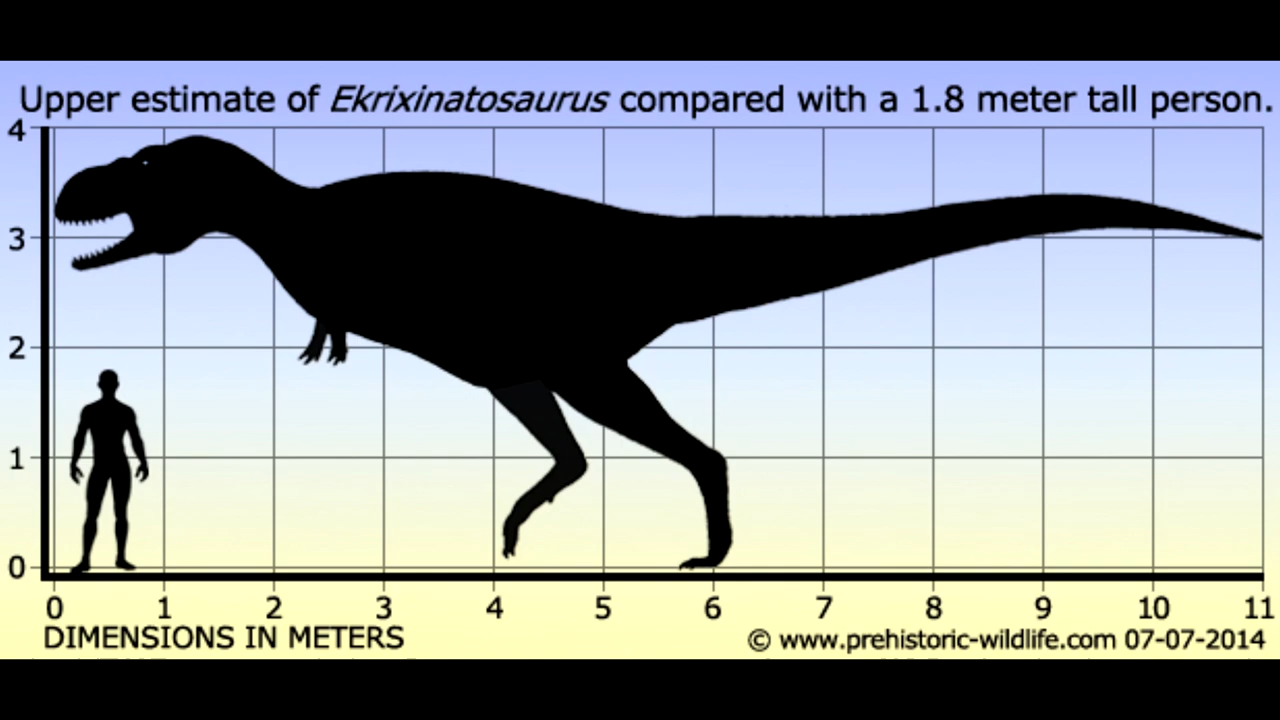 Upper estimate of Ekrixinatosaurus compared with a 1.8 meter tall person.
4
3
2
1
0
0 1 2 3 4 5 6 7 8 9 10 11
DIMENSIONS IN METERS © www.prehistoric-wildlife.com 07-07-2014